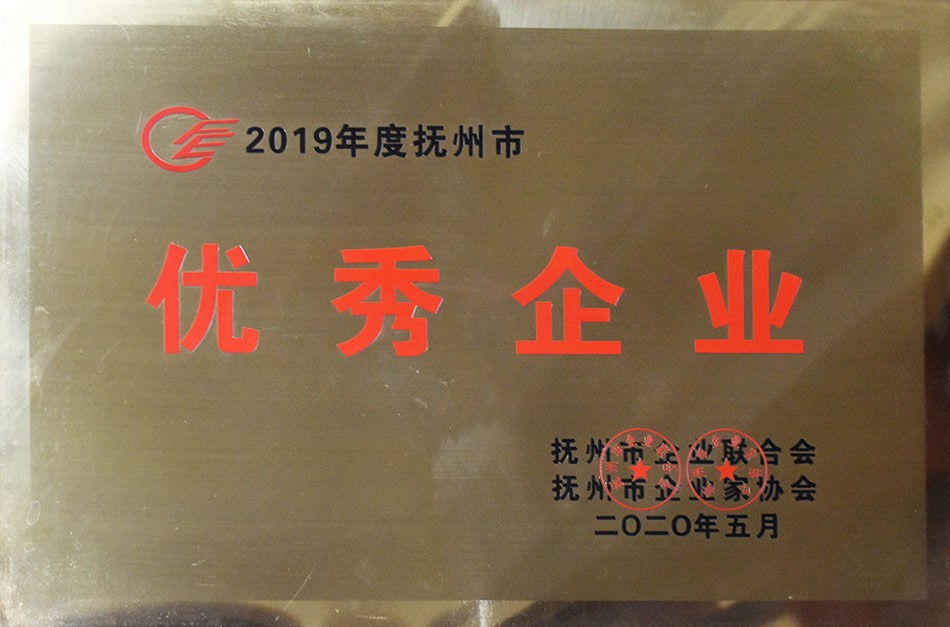 2019年度抚州市
优秀企业
抚州市企业联合会
抚州市企业家协会
二〇二〇年五月